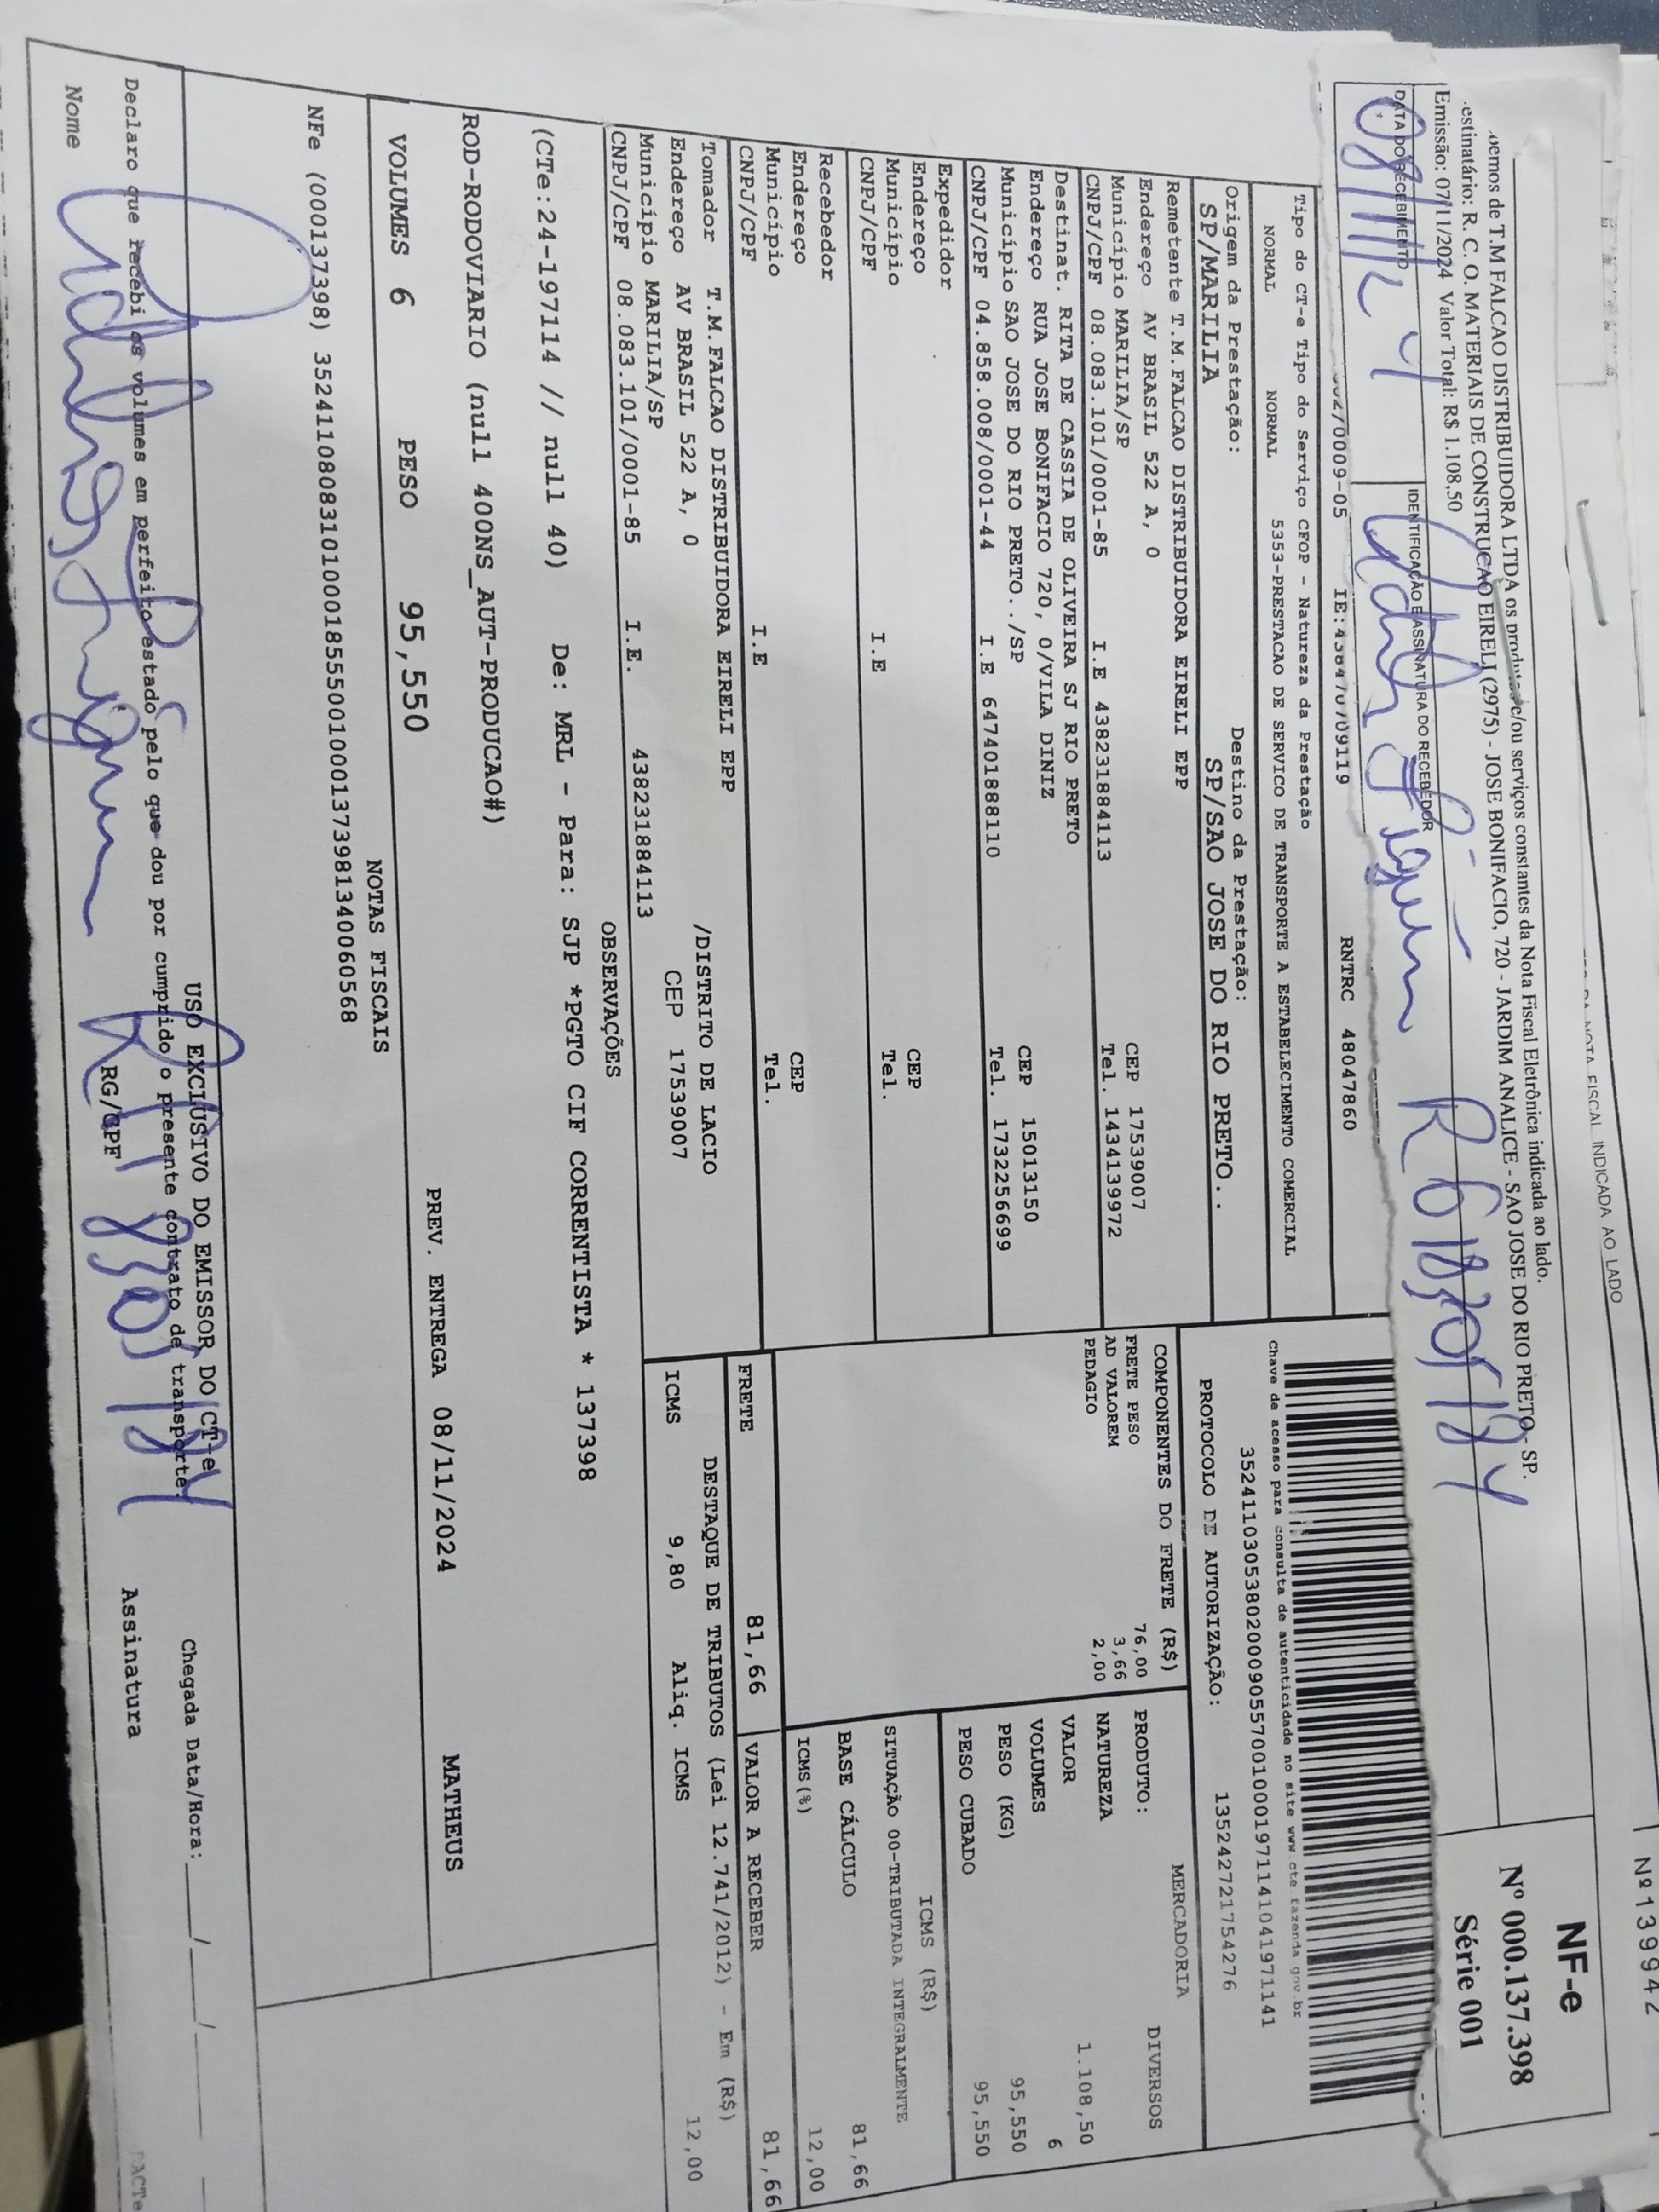 Nº 139942
DA NOTA FISCAL INDICADA AO LADO
de T.M FALCAO DISTRIBUIDORA LTDA os produtos e/ou serviços constantes da Nota Fiscal Eletrônica indicada ao lado.
R. C. O. MATERIAIS DE CONSTRUCAO EIRELI (2975) - JOSE BONIFACIO, 720 - JARDIM ANALICE - SAO JOSE DO RIO PRETO - SP.
Emissão: 07/11/2024 Valor Total: R$ 1.108,50
NF-e
Nº 000.137.398
Série 001
DATA DO RECEBIMENTO
IDENTIFICAÇÃO E ASSINATURA DO RECEBEDOR
08/11/24
/0009-05 IE: RNTRC 48047860
Tipo do CT-e Tipo do Serviço CFOP - Natureza da Prestação
NORMAL NORMAL 5353-PRESTACAO DE SERVICO DE TRANSPORTE A ESTABELECIMENTO COMERCIAL
Origem da Prestação: Destino da Prestação:
SP/MARILIA SP/SAO JOSE DO RIO PRETO..
Remetente T.M.FALCAO DISTRIBUIDORA EIRELI EPP
Endereço AV BRASIL 522 A, 0 CEP 17539007
Município MARILIA/SP Tel. 1434139972
CNPJ/CPF 08.083.101/0001-85 I.E 438231884113
Destinat. RITA DE CASSIA DE OLIVEIRA SJ RIO PRETO
Endereço RUA JOSE BONIFACIO 720, 0/VILA DINIZ CEP 15013150
Município SAO JOSE DO RIO PRETO../SP Tel. 1732256699
CNPJ/CPF 04.858.008/0001-44 I.E 647401888110
Expedidor
Endereço CEP
Município Tel.
CNPJ/CPF I.E
Recebedor
Endereço CEP
Município Tel.
CNPJ/CPF I.E
Tomador T.M.FALCAO DISTRIBUIDORA EIRELI EPP /DISTRITO DE LACIO
Endereço AV BRASIL 522 A, 0 CEP 17539007
Município MARILIA/SP
CNPJ/CPF 08.083.101/0001-85 I.E. 438231884113
Chave de acesso para consulta de autenticidade no site www.cte fazenda gov.br
35241103053802000905570010001971141041971141
PROTOCOLO DE AUTORIZAÇÃO: 135242721754276
COMPONENTES DO FRETE (R$)
FRETE PESO 76,00
AD VALOREM 3,66
PEDAGIO 2,00
MERCADORIA
PRODUTO: DIVERSOS
NATUREZA
VALOR 1.108,50
VOLUMES 6
PESO (KG) 95,550
PESO CUBADO 95,550
ICMS (R$)
SITUAÇÃO 00-TRIBUTADA INTEGRALMENTE
BASE CÁLCULO 81,66
ICMS(%) 12,00
FRETE 81,66 VALOR A RECEBER 81,66
DESTAQUE DE TRIBUTOS (Lei 12.741/2012) - Em (R$)
ICMS 9,80 Aliq. ICMS 12,00
OBSERVAÇÕES
(CTe:24-197114 // null 40) De: MRL - Para: SJP *PGTO CIF CORRENTISTA * 137398
ROD-RODOVIARIO (null 400NS_AUT-PRODUCAO#)
VOLUMES 6 PESO 95,550 PREV. ENTREGA 08/11/2024 MATHEUS
NOTAS FISCAIS
NFe (000137398) 35241108083101000185550010001373981340060568
USO EXCLUSIVO DO EMISSOR DO CT-e
Declaro que recebi os volumes em perfeito estado pelo que dou por cumprido o presente contrato de transporte.
Chegada Data/Hora:____/____/____
Nome RG/CPF Assinatura
DACTe